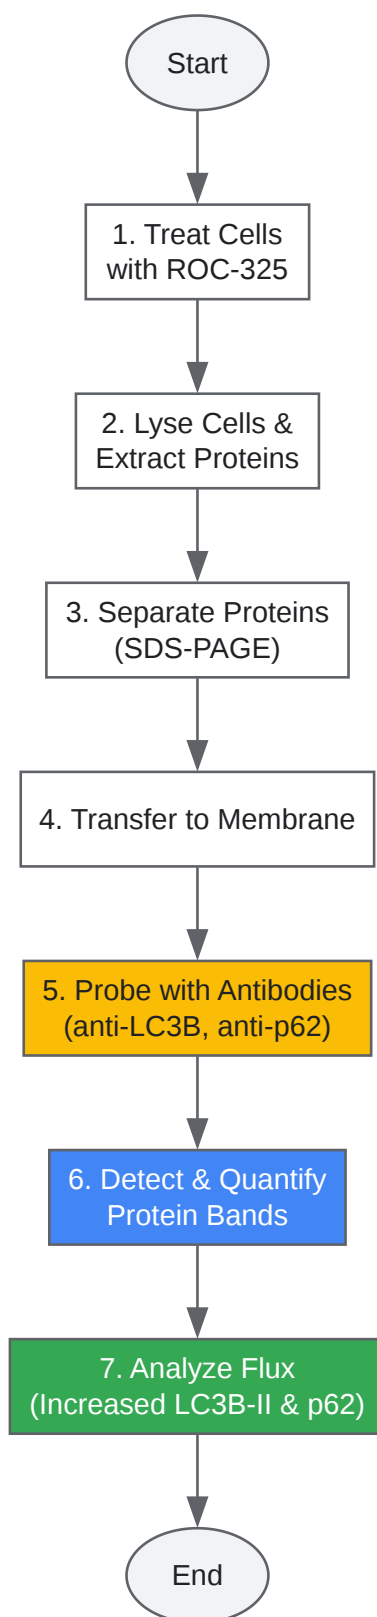 Start
1. Treat Cells
with ROC-325
2. Lyse Cells &
Extract Proteins
3. Separate Proteins
(SDS-PAGE)
4. Transfer to Membrane
5. Probe with Antibodies
(anti-LC3B, anti-p62)
6. Detect & Quantify
Protein Bands
7. Analyze Flux
(Increased LC3B-II & p62)
End